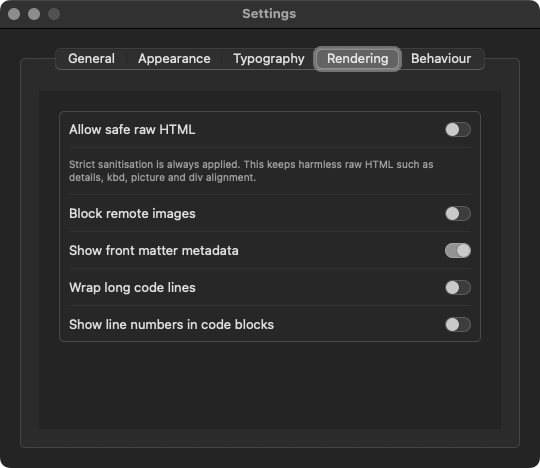 Settings
General
Appearance
Typography
Rendering
Behaviour
Allow safe raw HTML
Strict sanitisation is always applied. This keeps harmless raw HTML such as
details, kbd, picture and div alignment.
Block remote images
Show front matter metadata
Wrap long code lines
Show line numbers in code blocks